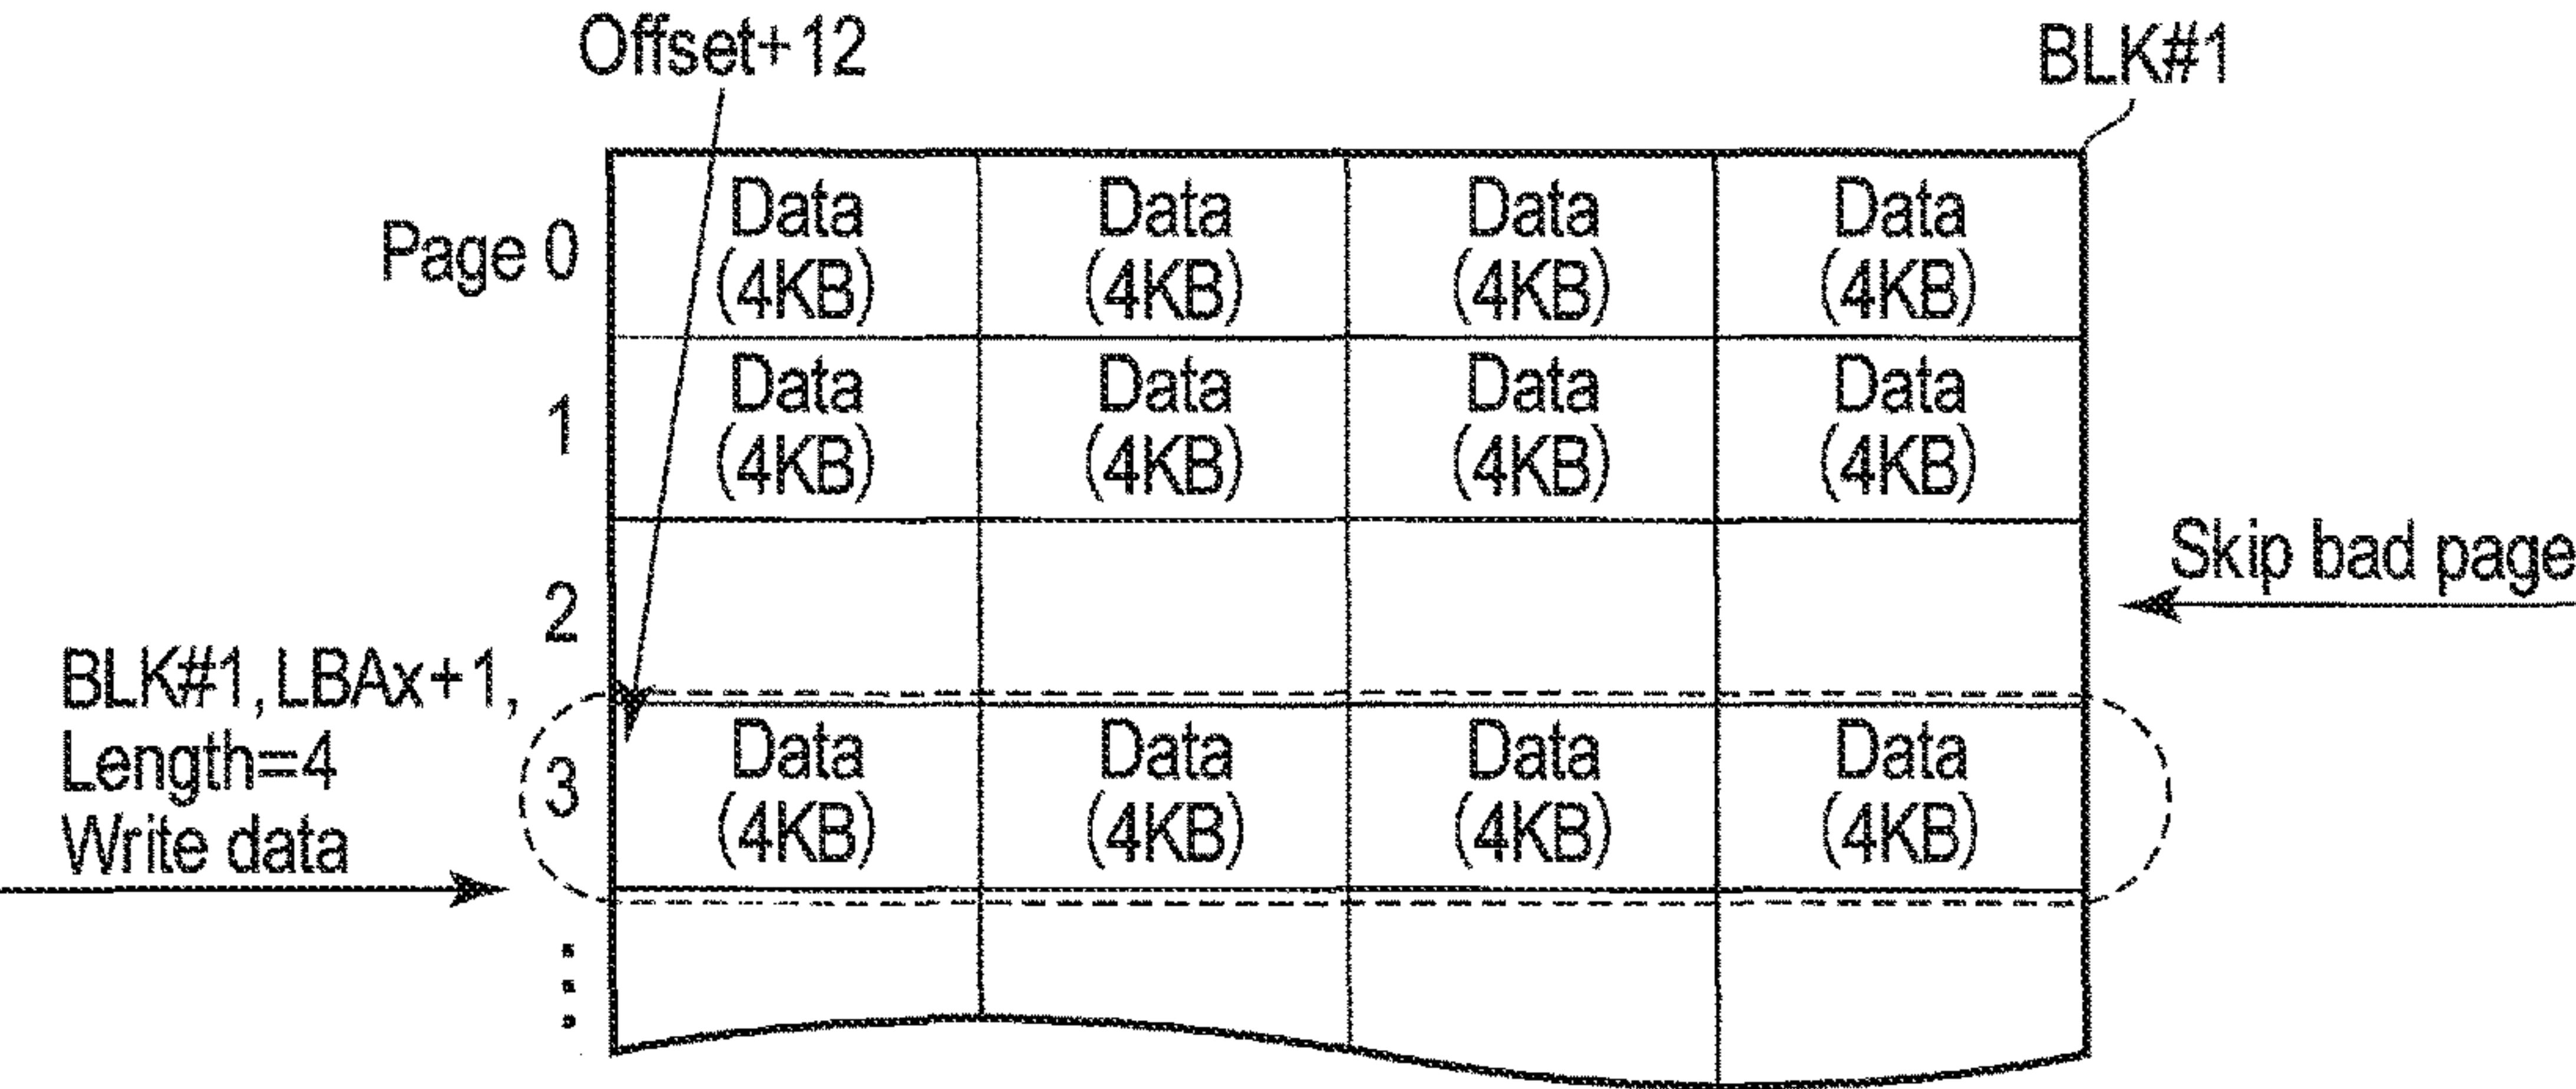 Offset+12
BLK#1
Page 0
Data Data Data Data
(4KB) (4KB) (4KB) (4KB)
1
Data Data Data Data
(4KB) (4KB) (4KB) (4KB)
2
Skip bad page
BLK#1, LBAx+1,
Length=4
Write data
3
Data Data Data Data
(4KB) (4KB) (4KB) (4KB)